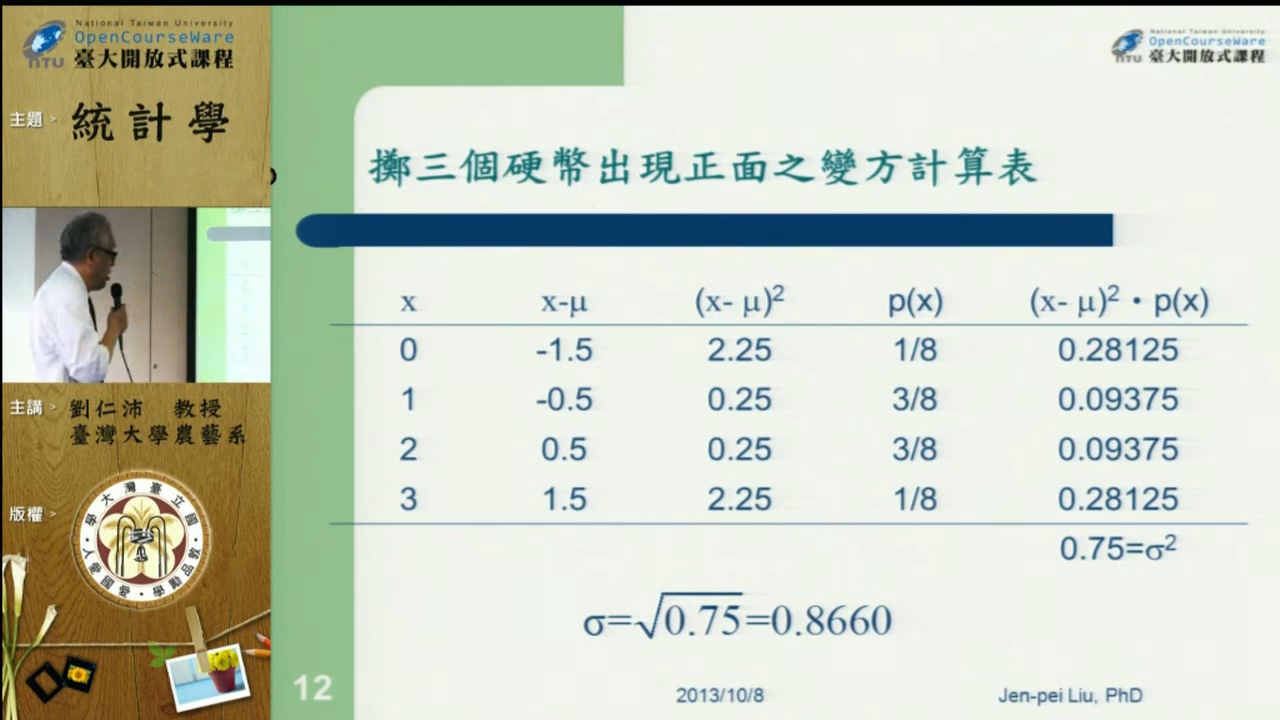 National Taiwan University
OpenCourseWare
NTU 臺大開放式課程
主題 > 統計學
主講 > 劉仁沛 教授
臺灣大學農藝系
版權 >
National Taiwan University
OpenCourseWare
NTU 臺大開放式課程
擲三個硬幣出現正面之變方計算表
x x-μ (x- μ)² p(x) (x- μ)²・p(x)
0 -1.5 2.25 1/8 0.28125
1 -0.5 0.25 3/8 0.09375
2 0.5 0.25 3/8 0.09375
3 1.5 2.25 1/8 0.28125
0.75=σ²
σ=√0.75=0.8660
12 2013/10/8 Jen-pei Liu, PhD